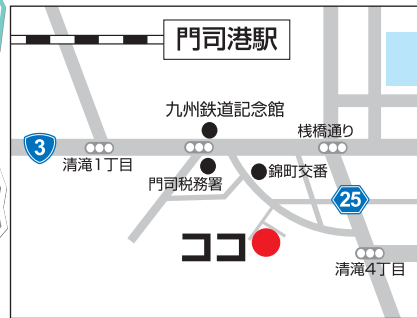 門司港駅
九州鉄道記念館
桟橋通り
3
清滝1丁目
門司税務署
錦町交番
25
ココ
清滝4丁目